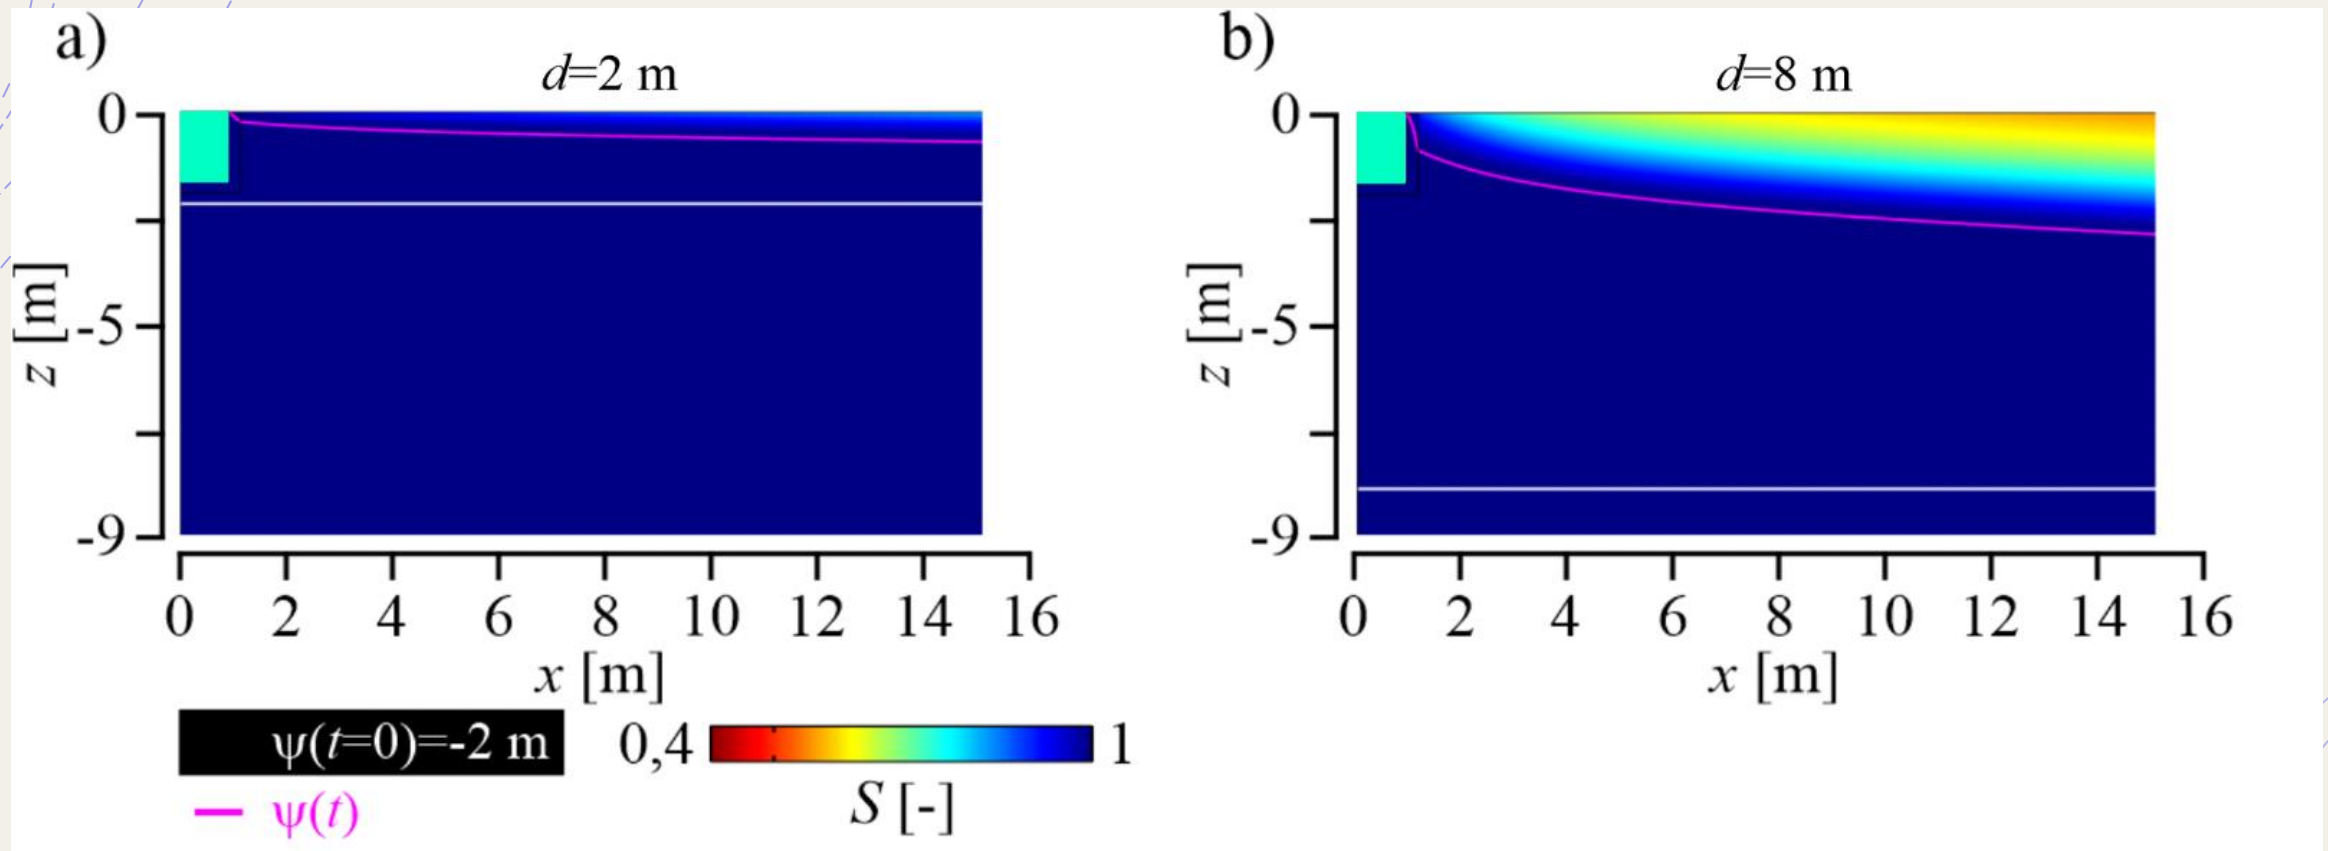 a)
d=2 m
0
-5
-9
z [m]
0 2 4 6 8 10 12 14 16
x [m]
ψ(t=0)=-2 m
ψ(t)
0,4 1
S [-]
b)
d=8 m
0
-5
-9
z [m]
0 2 4 6 8 10 12 14 16
x [m]